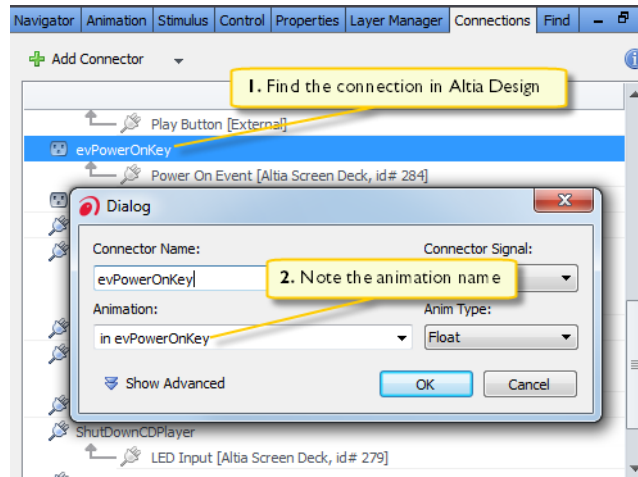 Navigator Animation Stimulus Control Properties Layer Manager Connections Find
Add Connector
1. Find the connection in Altia Design
Play Button [External]
evPowerOnKey
Power On Event [Altia Screen Deck, id# 284]
Dialog
Connector Name: Connector Signal:
evPowerOnKey
2. Note the animation name
Animation: Anim Type:
in evPowerOnKey Float
Show Advanced OK Cancel
ShutDownCDPlayer
LED Input [Altia Screen Deck, id# 279]